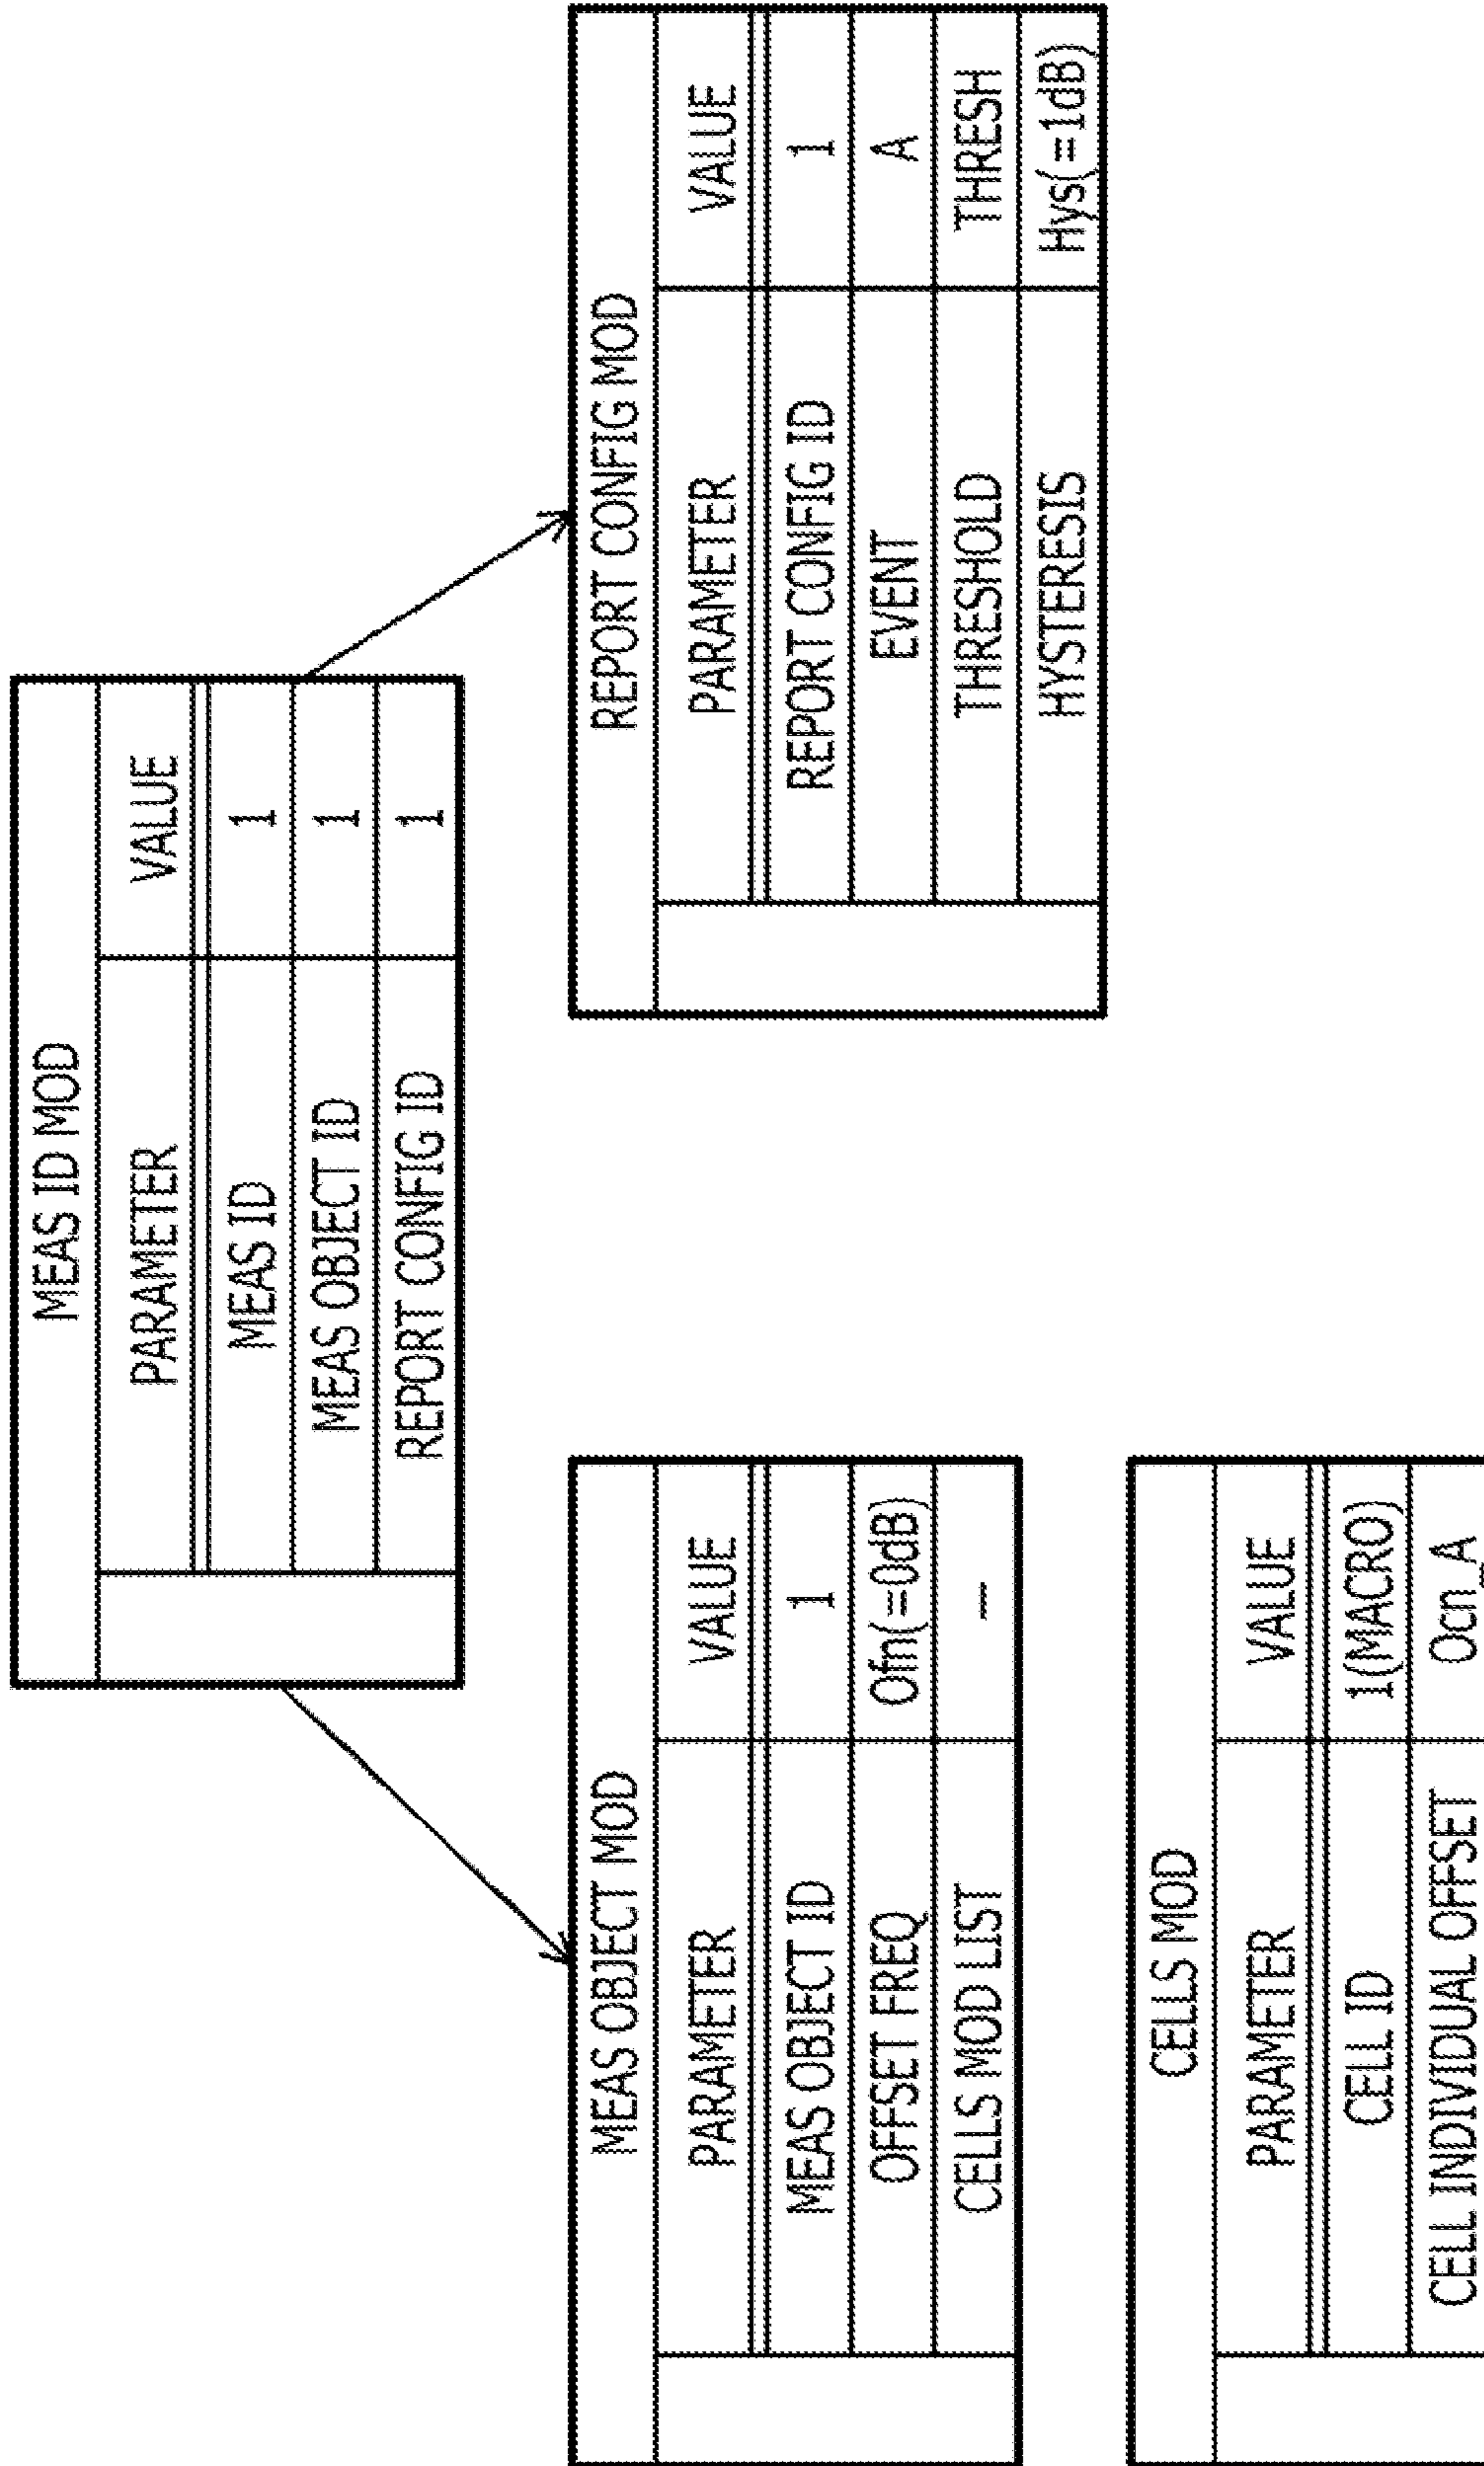 MEAS ID MOD
PARAMETER VALUE
MEAS ID 1
MEAS OBJECT ID 1
REPORT CONFIG ID 1
MEAS OBJECT MOD
PARAMETER VALUE
MEAS OBJECT ID 1
OFFSET FREQ Ofn(=0dB)
CELLS MOD LIST –
REPORT CONFIG MOD
PARAMETER VALUE
REPORT CONFIG ID 1
EVENT A
THRESHOLD THRESH
HYSTERESIS Hys(=1dB)
CELLS MOD
PARAMETER VALUE
CELL ID 1(MACRO)
CELL INDIVIDUAL OFFSET Ocn_A